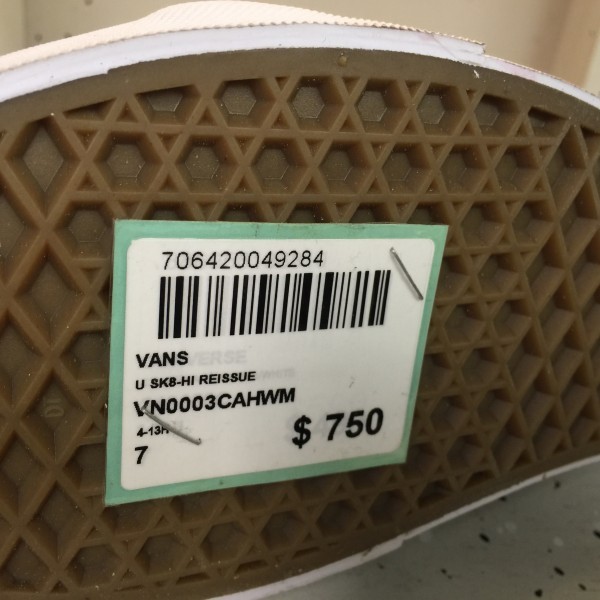 706420049284
VANS
U SK8-HI REISSUE
VN0003CAHWM
4-13H
$ 750
7